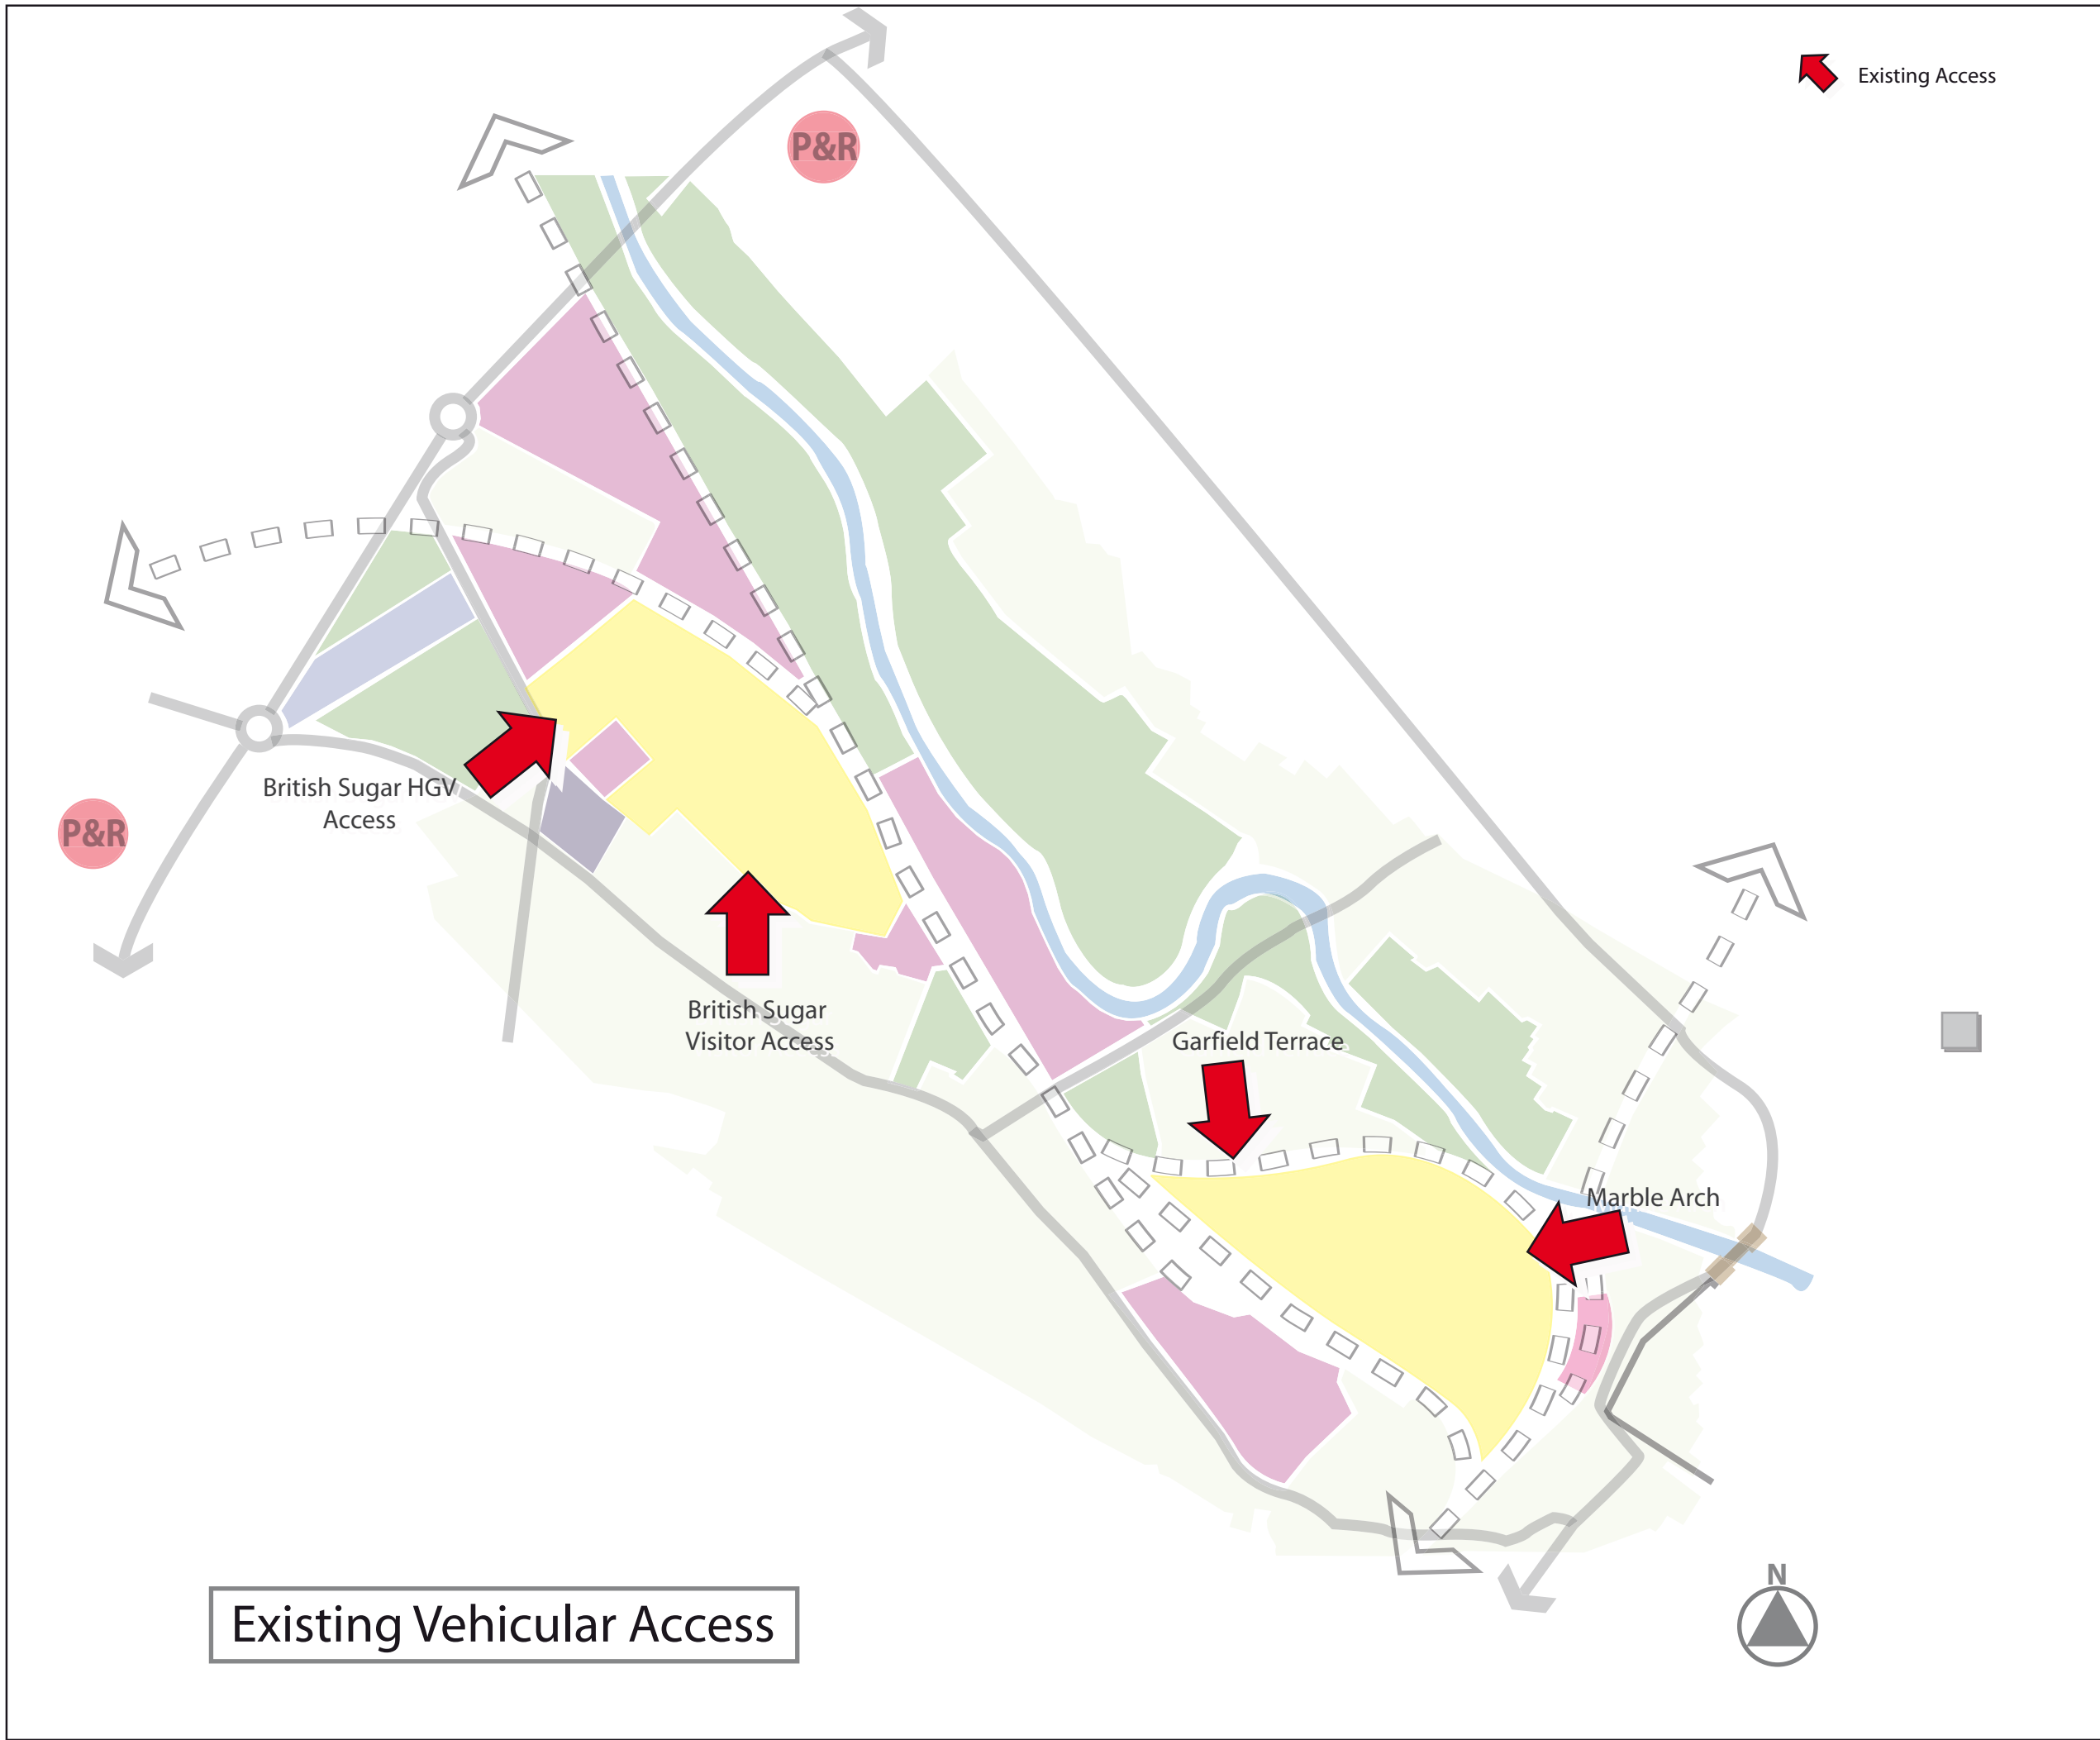 Existing Access
P&R
P&R
British Sugar HGV
Access
British Sugar
Visitor Access
Garfield Terrace
Marble Arch
Existing Vehicular Access
N